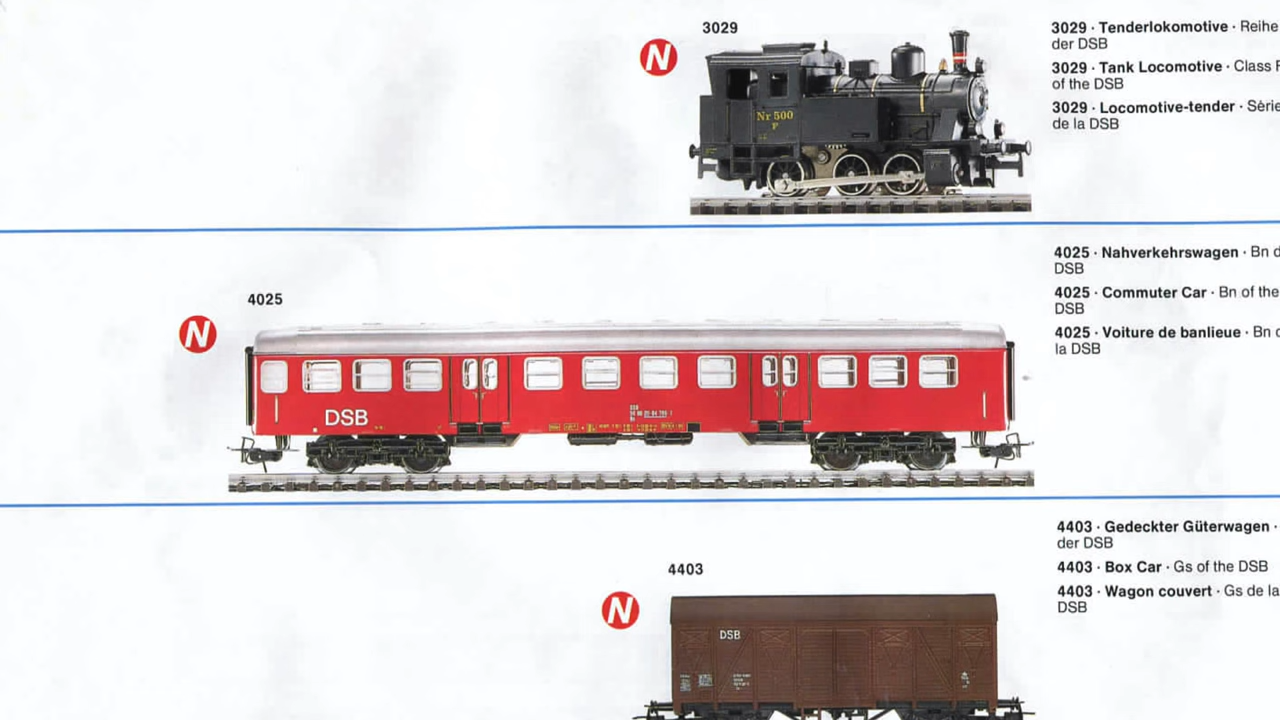 3029
N
3029 · Tenderlokomotive · Reihe
der DSB
3029 · Tank Locomotive · Class F
of the DSB
3029 · Locomotive-tender · Série
de la DSB
Nr 500
F
4025
N
4025 · Nahverkehrswagen · Bn d
DSB
4025 · Commuter Car · Bn of the
DSB
4025 · Voiture de banlieue · Bn d
la DSB
DSB
4403
N
4403 · Gedeckter Güterwagen ·
der DSB
4403 · Box Car · Gs of the DSB
4403 · Wagon couvert · Gs de la
DSB
DSB